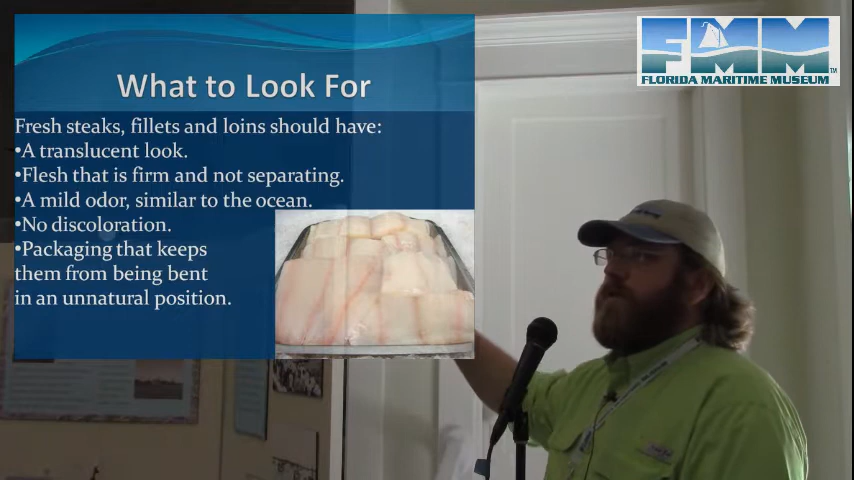 What to Look For
Fresh steaks, fillets and loins should have:
•A translucent look.
•Flesh that is firm and not separating.
•A mild odor, similar to the ocean.
•No discoloration.
•Packaging that keeps
them from being bent
in an unnatural position.
FMM
TM
FLORIDA MARITIME MUSEUM